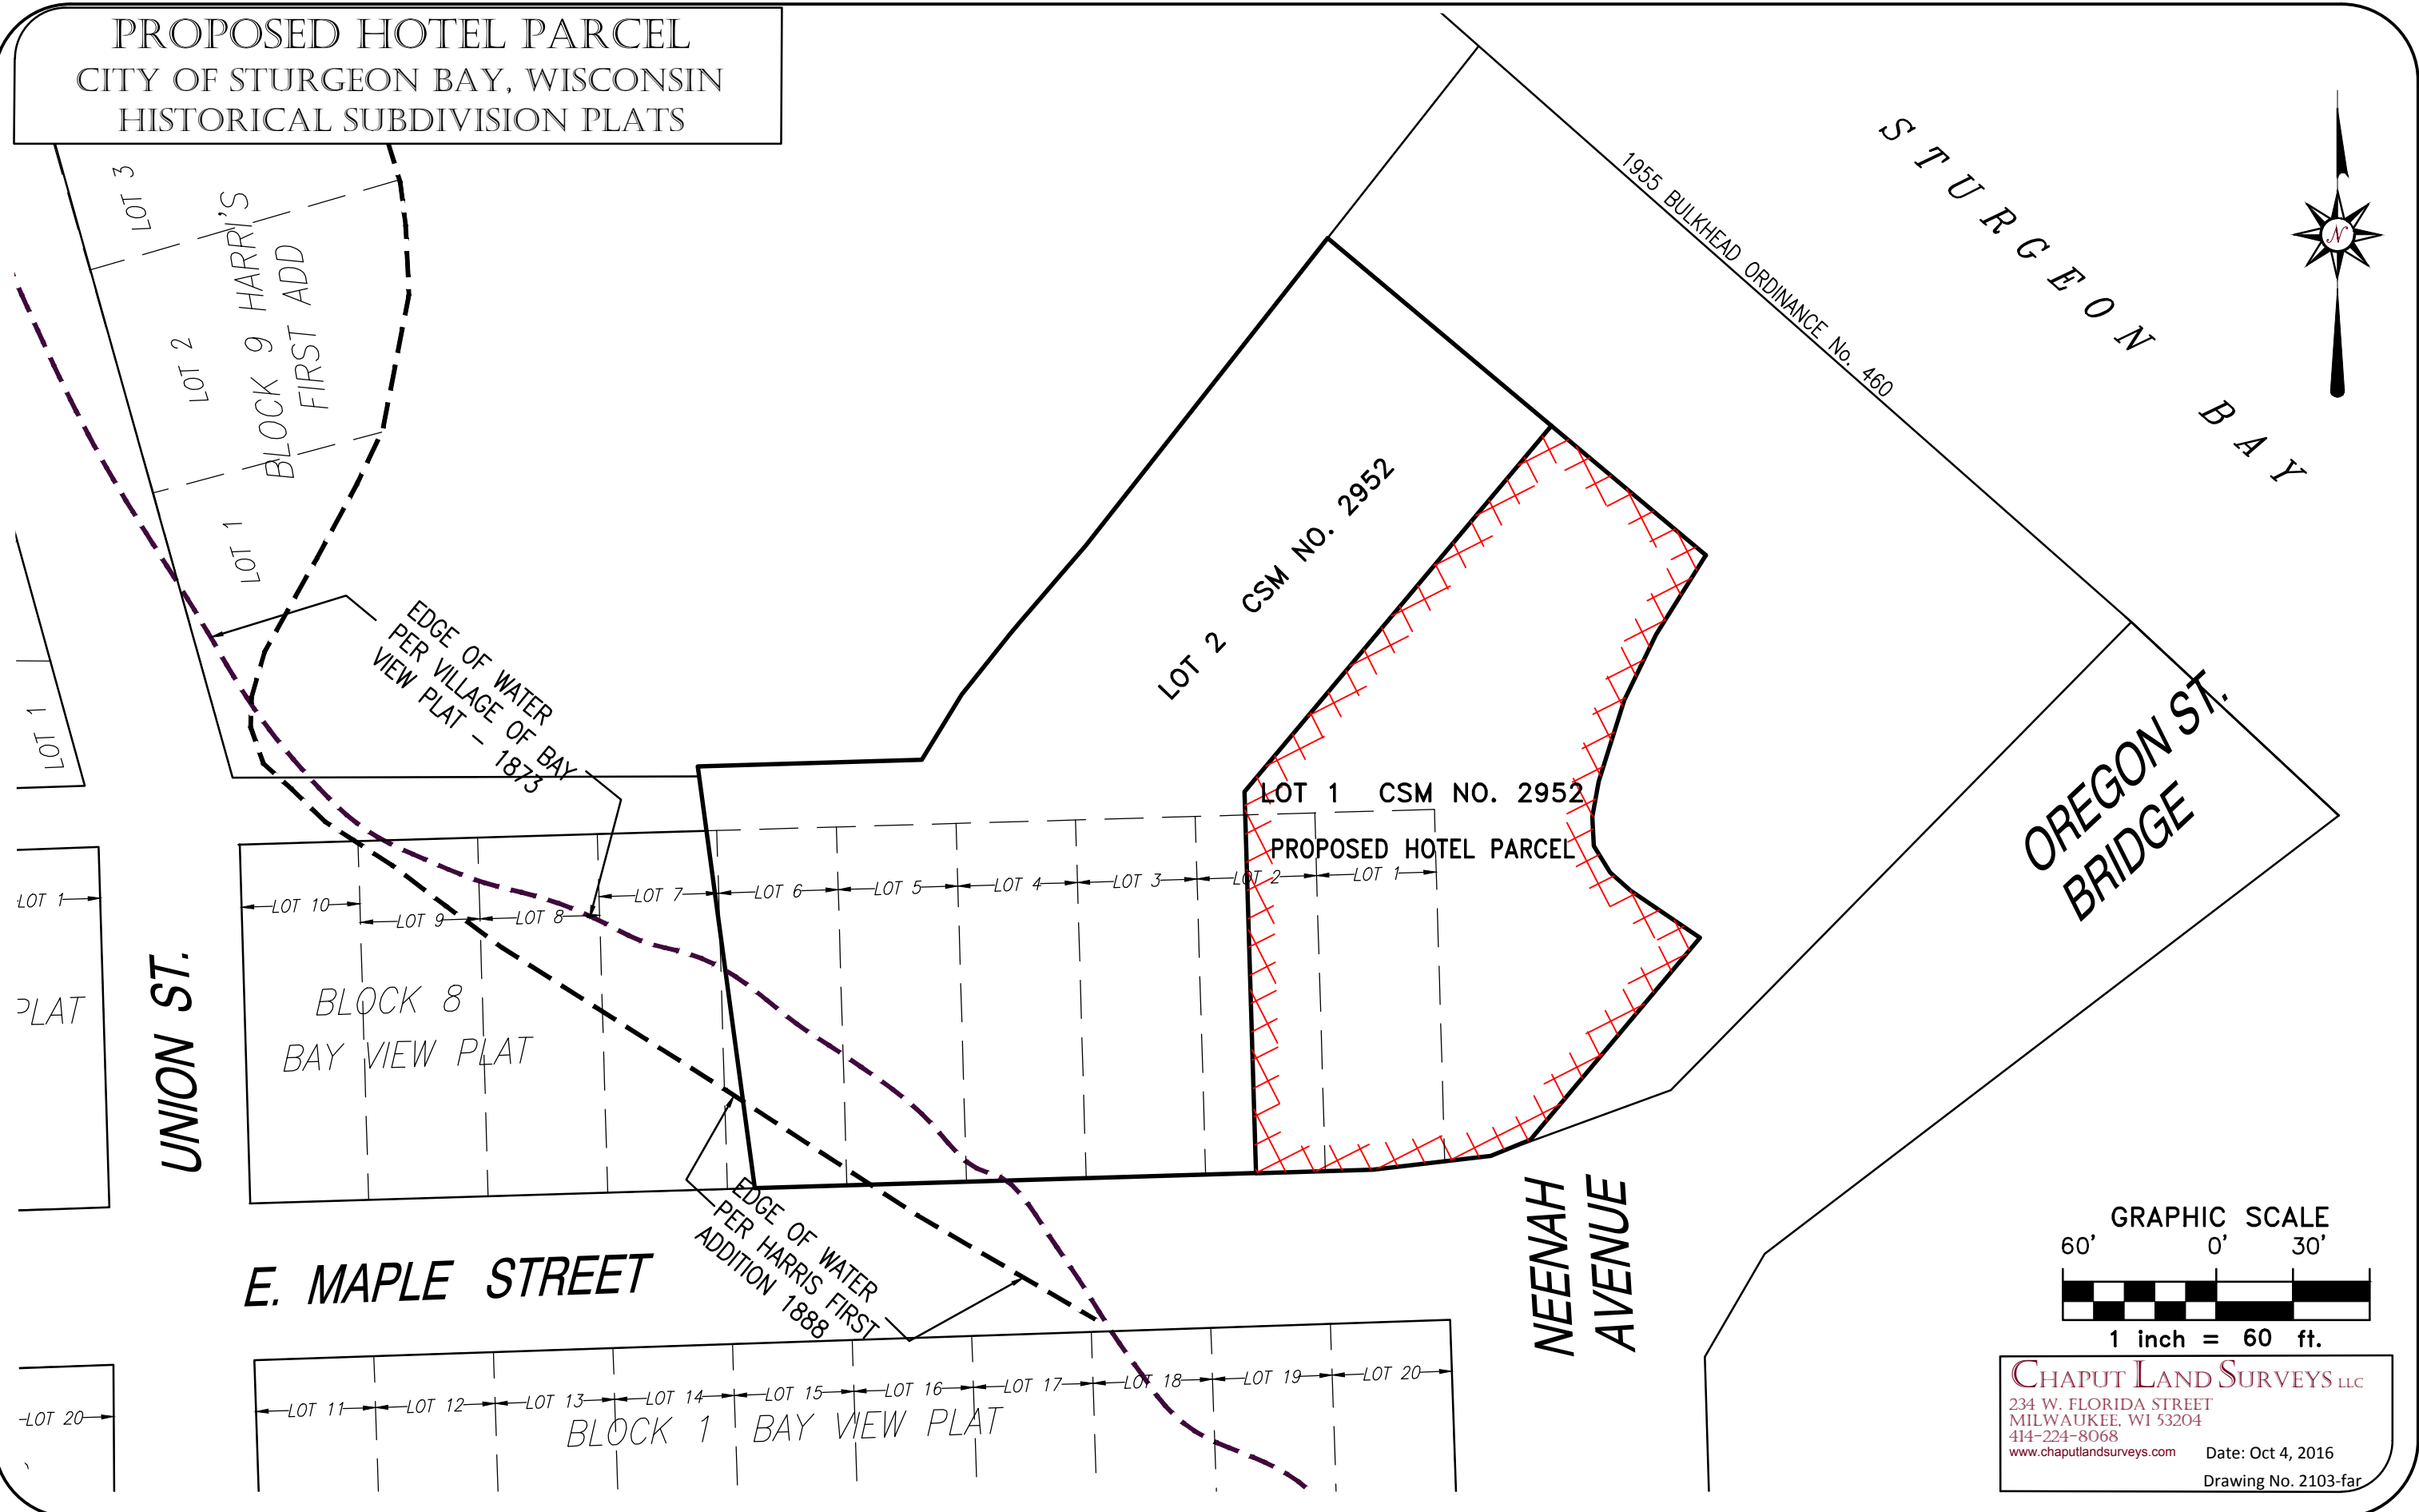 PROPOSED HOTEL PARCEL
CITY OF STURGEON BAY, WISCONSIN
HISTORICAL SUBDIVISION PLATS
LOT 3
LOT 2
BLOCK 9 HARRI'S
FIRST ADD
LOT 1
LOT 1
STURGEON BAY
1955 BULKHEAD ORDINANCE No. 460
N
EDGE OF WATER
PER VILLAGE OF BAY
VIEW PLAT - 1873
LOT 2 CSM NO. 2952
LOT 1 CSM NO. 2952
PROPOSED HOTEL PARCEL
OREGON ST.
BRIDGE
LOT 1
LOT 10
LOT 9
LOT 8
LOT 7
LOT 6
LOT 5
LOT 4
LOT 3
LOT 2
LOT 1
PLAT
UNION ST.
BLOCK 8
BAY VIEW PLAT
EDGE OF WATER
PER HARRIS FIRST
ADDITION 1888
E. MAPLE STREET
NEENAH
AVENUE
LOT 20
LOT 11
LOT 12
LOT 13
LOT 14
LOT 15
LOT 16
LOT 17
LOT 18
LOT 19
LOT 20
BLOCK 1 BAY VIEW PLAT
GRAPHIC SCALE
60' 0' 30'
1 inch = 60 ft.
CHAPUT LAND SURVEYS LLC
234 W. FLORIDA STREET
MILWAUKEE, WI 53204
414-224-8068
www.chaputlandsurveys.com
Date: Oct 4, 2016
Drawing No. 2103-far